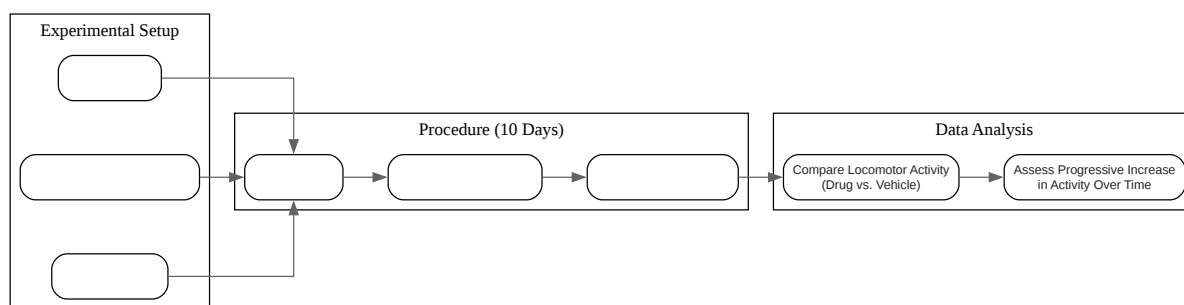 Experimental Setup
Procedure (10 Days)
Data Analysis
Compare Locomotor Activity
(Drug vs. Vehicle)
Assess Progressive Increase
in Activity Over Time